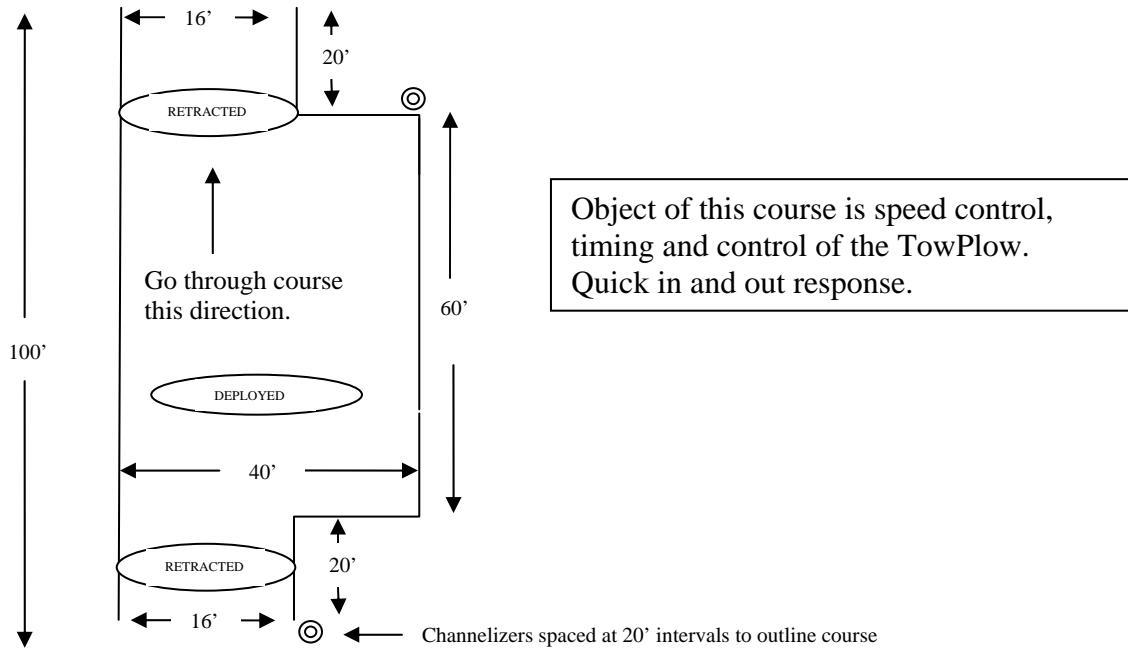 16’
20’
RETRACTED
Object of this course is speed control,
timing and control of the TowPlow.
Quick in and out response.
Go through course
this direction.
60’
100’
DEPLOYED
40’
RETRACTED
20’
16’
Channelizers spaced at 20’ intervals to outline course